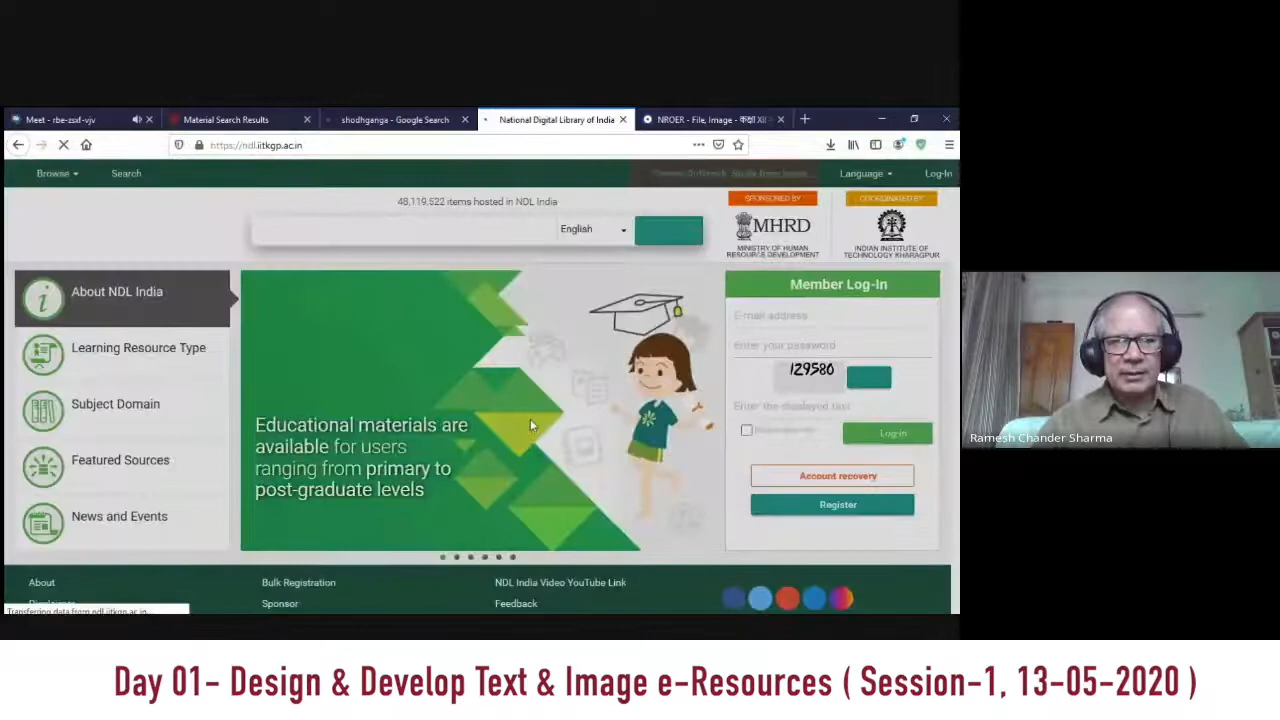 Meet - rbe-zsxf-vjv
Material Search Results
shodhganga - Google Search
National Digital Library of India
NROER - File, Image - कक्षा XII
https://ndl.iitkgp.ac.in
Browse
Search
Language
Log-In
48,119,522 items hosted in NDL India
English
SPONSORED BY
MHRD
MINISTRY OF HUMAN
RESOURCE DEVELOPMENT
COORDINATED BY
INDIAN INSTITUTE OF
TECHNOLOGY KHARAGPUR
About NDL India
Learning Resource Type
Subject Domain
Featured Sources
News and Events
Educational materials are
available for users
ranging from primary to
post-graduate levels
Member Log-In
E-mail address
Enter your password
129580
Enter the displayed text
Log-in
Account recovery
Register
About
Bulk Registration
NDL India Video YouTube Link
Disclaimer
Sponsor
Feedback
Transferring data from ndl.iitkgp.ac.in...
Ramesh Chander Sharma
Day 01- Design & Develop Text & Image e-Resources ( Session-1, 13-05-2020 )